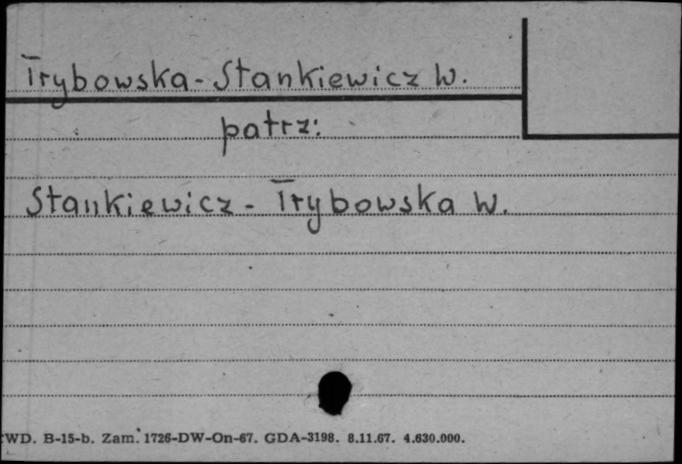 Trybowska-Stankiewicz W.
patrz:
Stankiewicz - Trybowska W.
WD. B-15-b. Zam. 1726-DW-On-67. GDA-3198. 8.11.67. 4.630.000.